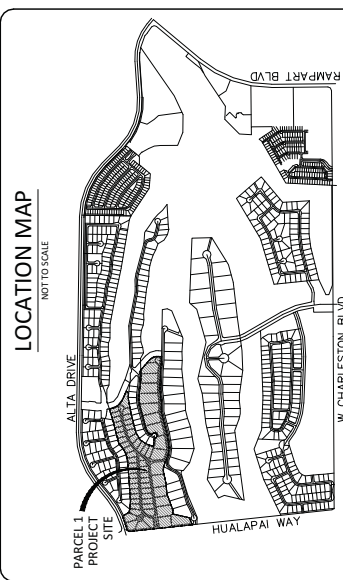 LOCATION MAP
NOT TO SCALE
ALTA DRIVE
RAMPART BLVD
PARCEL 1
PROJECT
SITE
HUALAPAI WAY
W CHARLESTON BLVD